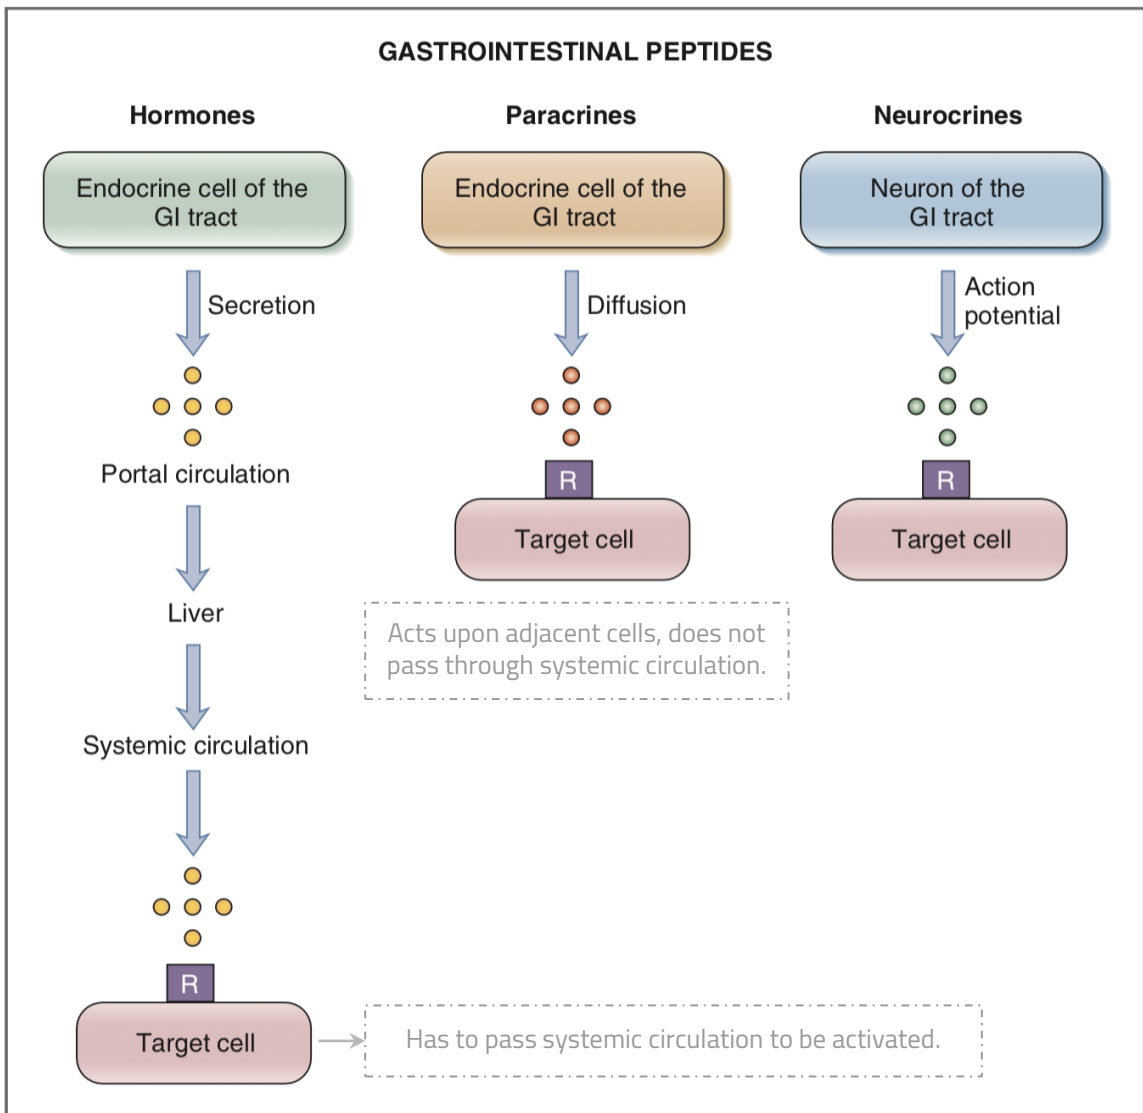 GASTROINTESTINAL PEPTIDES
Hormones
Endocrine cell of the
GI tract
Secretion
Portal circulation
Liver
Systemic circulation
R
Target cell
Has to pass systemic circulation to be activated.
Paracrines
Endocrine cell of the
GI tract
Diffusion
R
Target cell
Acts upon adjacent cells, does not
pass through systemic circulation.
Neurocrines
Neuron of the
GI tract
Action
potential
R
Target cell